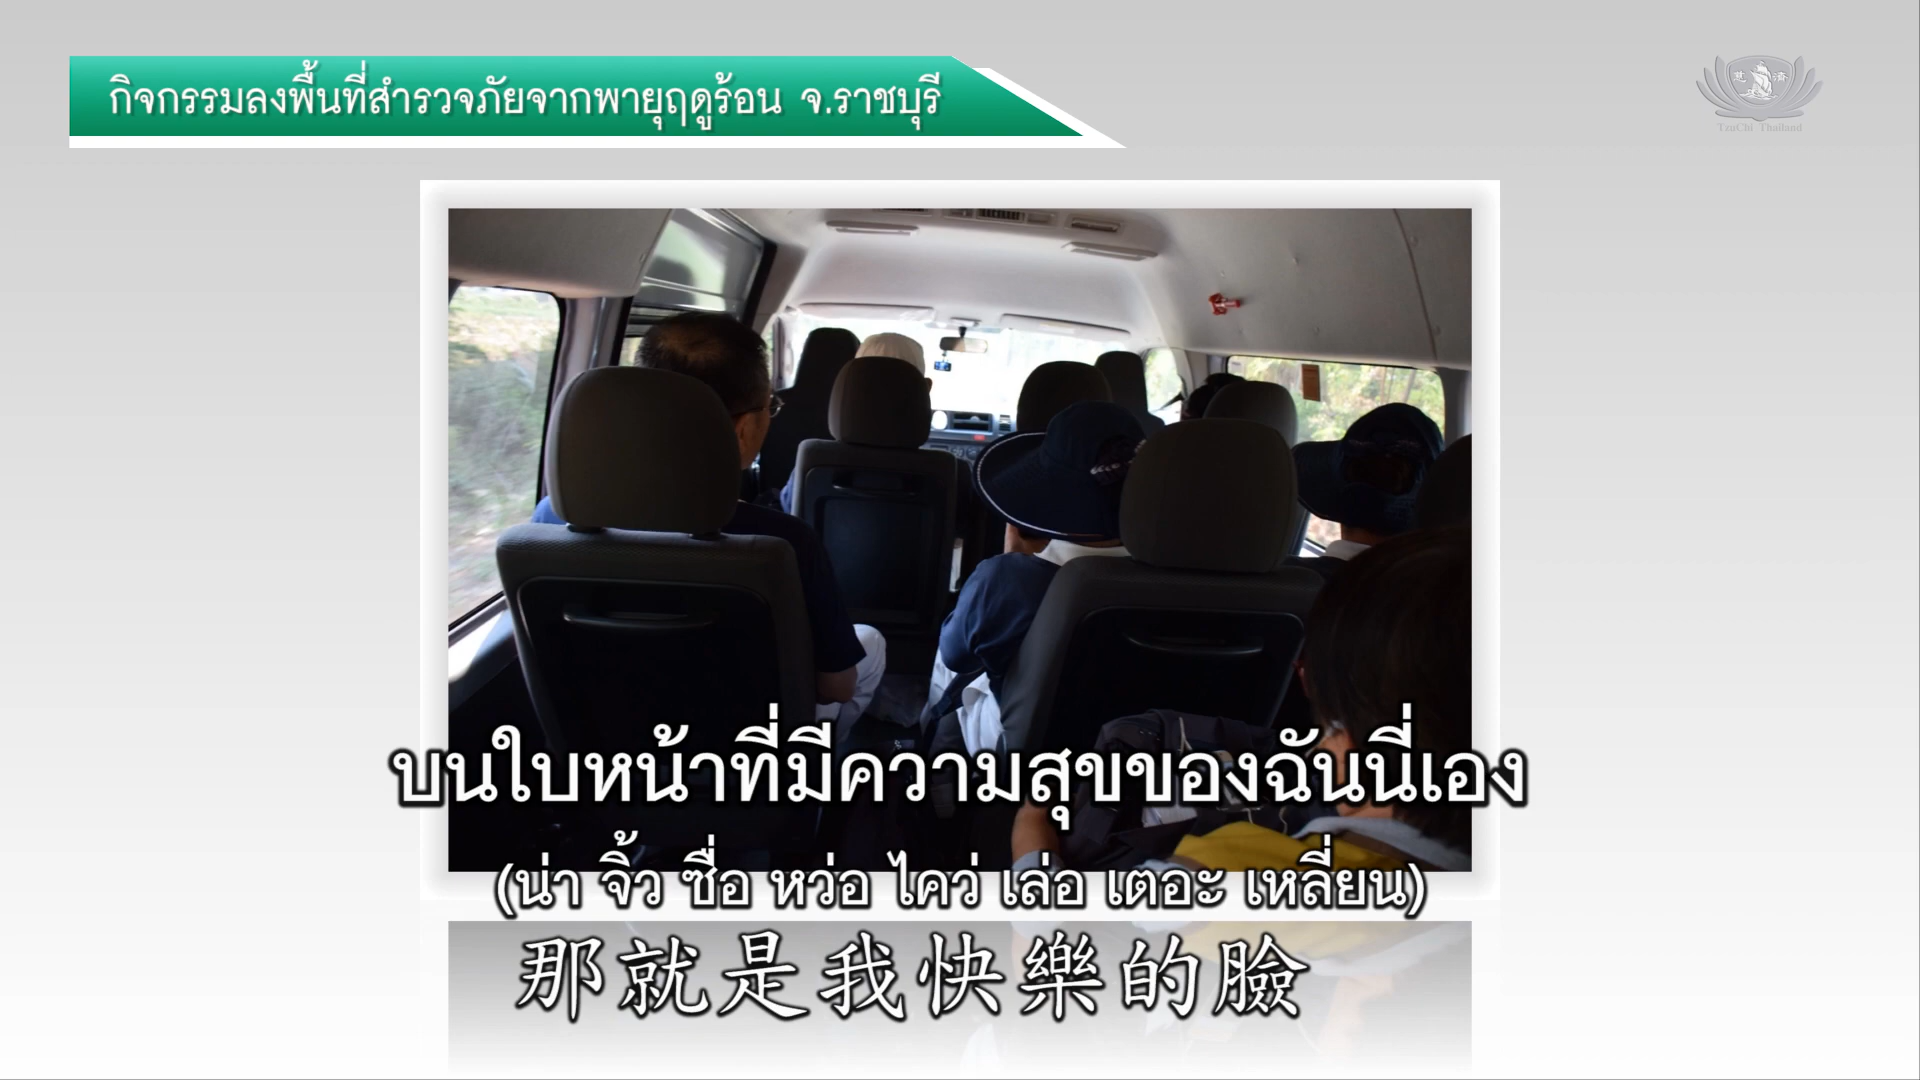 กิจกรรมลงพื้นที่สำรวจภัยจากพายุฤดูร้อน จ.ราชบุรี
慈濟
TzuChi Thailand
บนใบหน้าที่มีความสุขของฉันนี่เอง
(น่า จิ้ว ซื่อ หว่อ ไคว่ เล่อ เตอะ เหลี่ยน)
那就是我快樂的臉